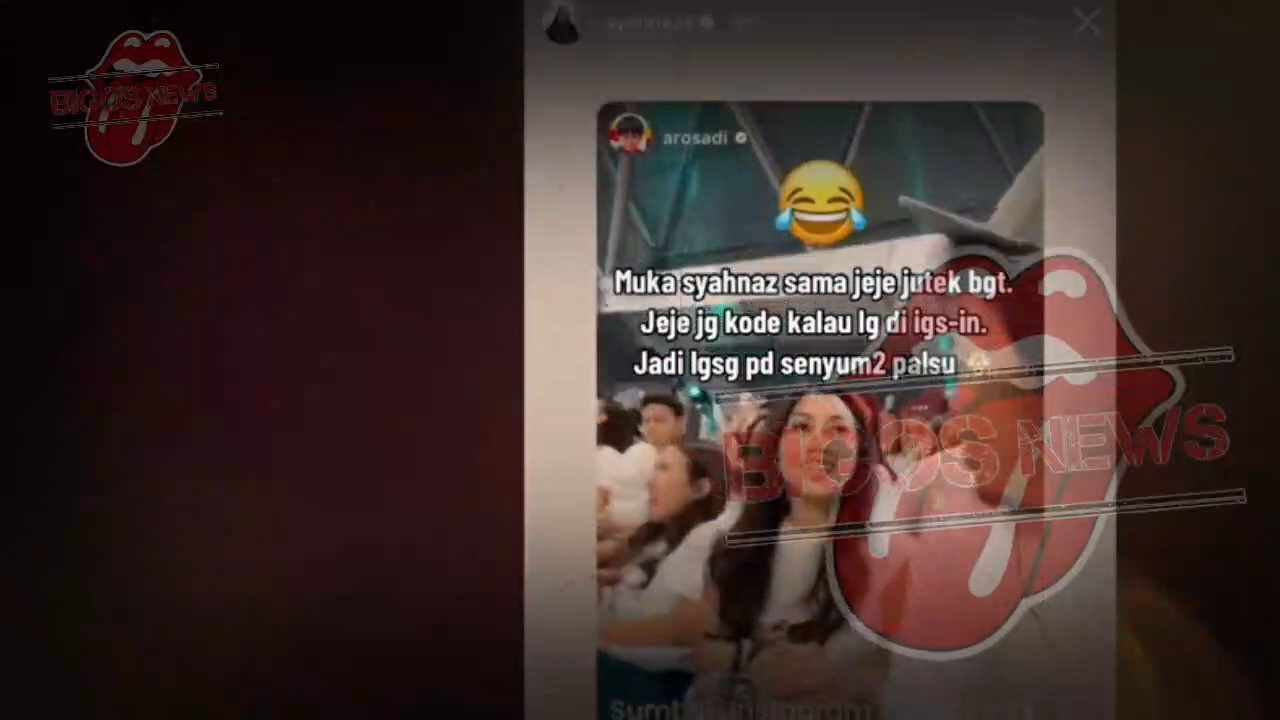 BIGOS NEWS
arosadi
Muka syahnaz sama jeje jutek bgt.
Jeje jg kode kalau lg di igs-in.
Jadi lgsg pd senyum2 palsu
BIGOS NEWS